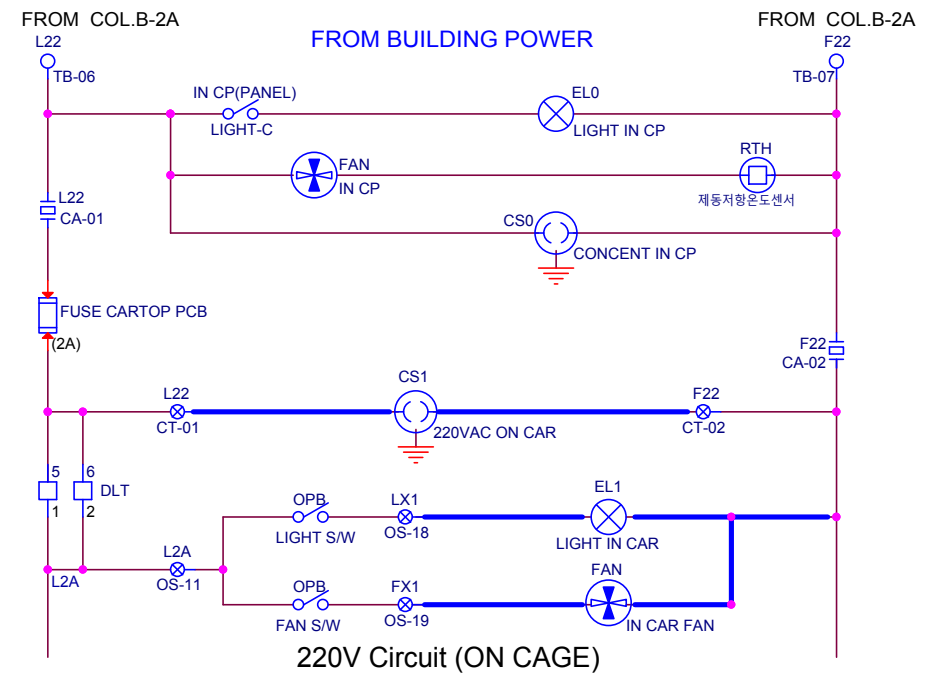 FROM COL.B-2A
FROM COL.B-2A
L22
FROM BUILDING POWER
F22
TB-06
TB-07
IN CP(PANEL)
EL0
LIGHT-C
LIGHT IN CP
FAN
RTH
IN CP
제동저항온도센서
L22
CA-01
CS0
CONCENT IN CP
FUSE CARTOP PCB
(2A)
F22
CA-02
CS1
L22
F22
CT-01
220VAC ON CAR
CT-02
5
6
DLT
1
2
OPB
LX1
EL1
LIGHT S/W
OS-18
LIGHT IN CAR
L2A
L2A
OS-11
OPB
FX1
FAN
FAN S/W
OS-19
IN CAR FAN
220V Circuit (ON CAGE)